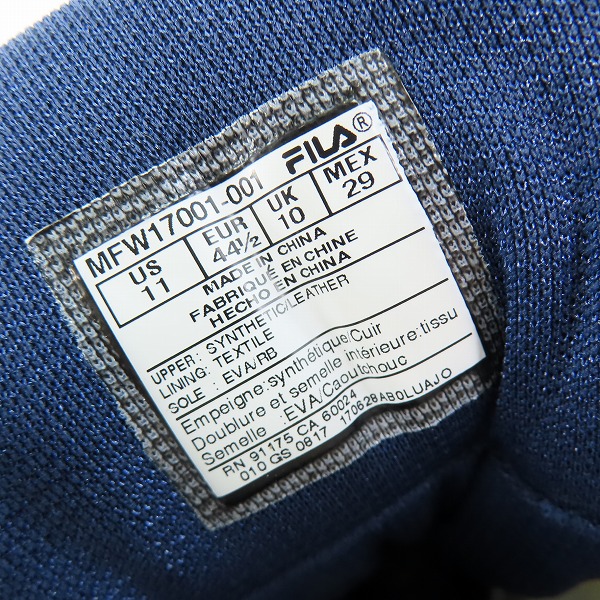 MFW17001-001 FILA®
US EUR UK MEX
11 44½ 10 29
MADE IN CHINA
FABRIQUÉ EN CHINE
HECHO EN CHINA
UPPER: SYNTHETIC/LEATHER
LINING: TEXTILE
SOLE: EVA/RB
Empeigne:synthétique/Cuir
Doublure et semelle intérieure:tissu
Semelle :EVA/Caoutchouc
RN 91175 CA 60024
010 GS 0817 170628ABOLUAJO